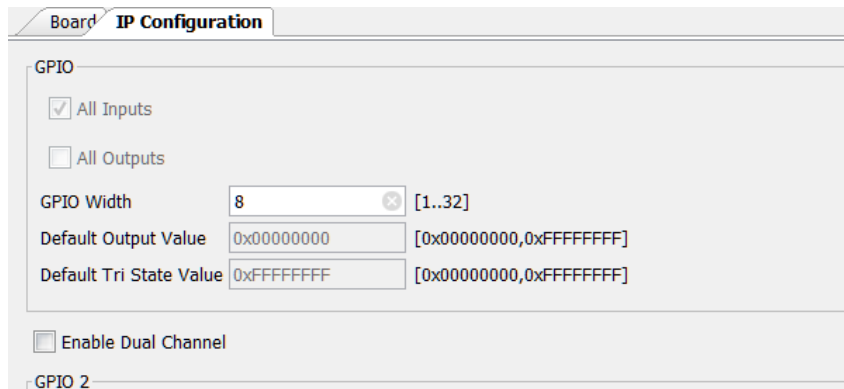 Board IP Configuration
GPIO
All Inputs
All Outputs
GPIO Width 8 [1..32]
Default Output Value 0x00000000 [0x00000000,0xFFFFFFFF]
Default Tri State Value 0xFFFFFFFF [0x00000000,0xFFFFFFFF]
Enable Dual Channel
GPIO 2